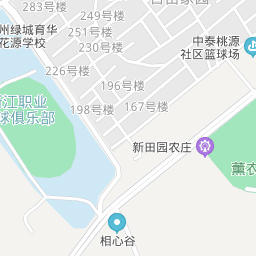 283号楼
249号楼
州绿城育华
花源学校
251号楼
230号楼
中泰桃源
社区篮球场
226号楼
196号楼
江职业
球俱乐部
198号楼
167号楼
新田园农庄
薰农
相心谷